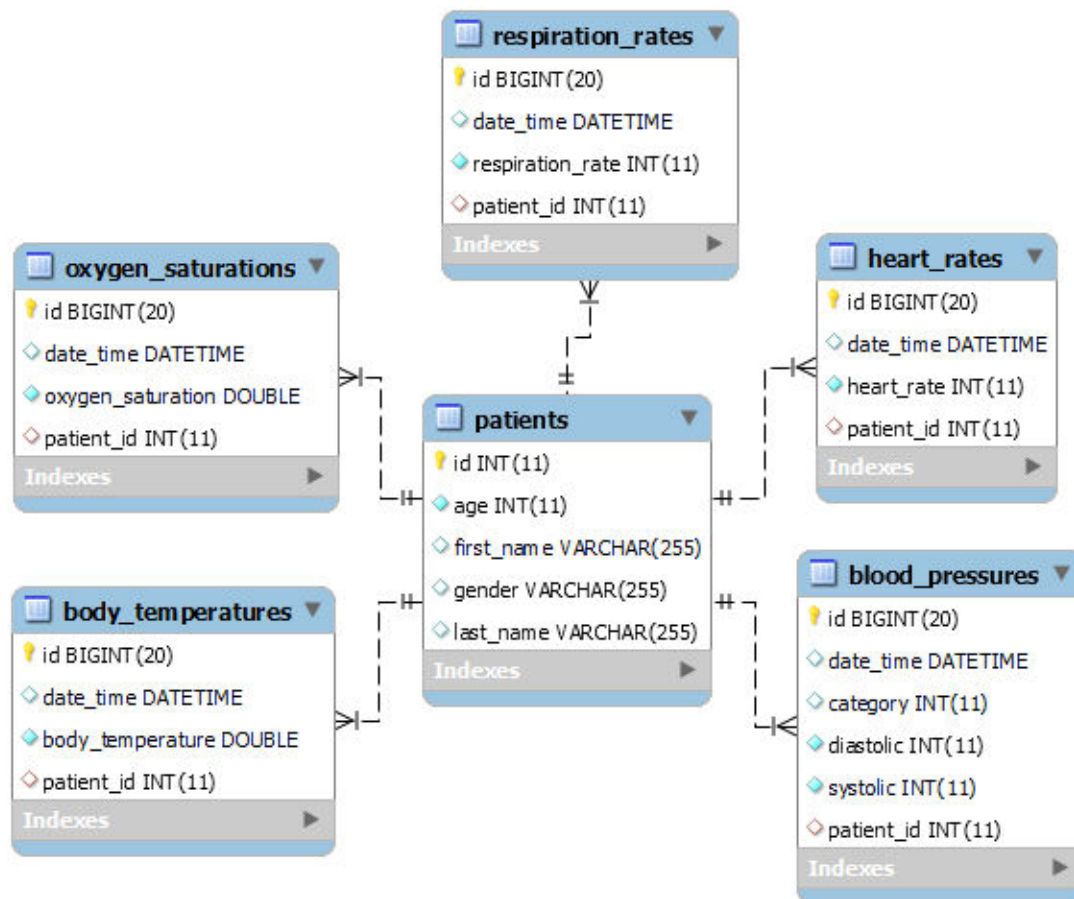 respiration_rates
id BIGINT(20)
date_time DATETIME
respiration_rate INT(11)
patient_id INT(11)
Indexes
oxygen_saturations
id BIGINT(20)
date_time DATETIME
oxygen_saturation DOUBLE
patient_id INT(11)
Indexes
heart_rates
id BIGINT(20)
date_time DATETIME
heart_rate INT(11)
patient_id INT(11)
Indexes
patients
id INT(11)
age INT(11)
first_name VARCHAR(255)
gender VARCHAR(255)
last_name VARCHAR(255)
Indexes
body_temperatures
id BIGINT(20)
date_time DATETIME
body_temperature DOUBLE
patient_id INT(11)
Indexes
blood_pressures
id BIGINT(20)
date_time DATETIME
category INT(11)
diastolic INT(11)
systolic INT(11)
patient_id INT(11)
Indexes